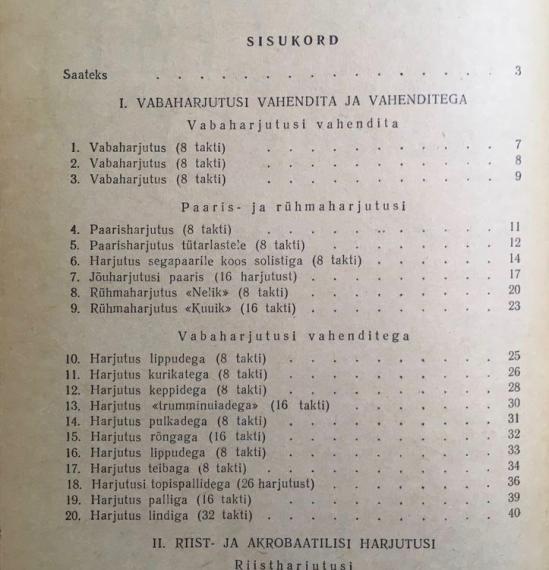 SISUKORD
Saateks . . . . . . . . . . . . . . . . 3
I. VABAHARJUTUSI VAHENDITA JA VAHENDITEGA
Vabaharjutusi vahendita
1. Vabaharjutus (8 takti) . . . . . . . . . . . 7
2. Vabaharjutus (8 takti) . . . . . . . . . . . 8
3. Vabaharjutus (8 takti) . . . . . . . . . . . 9
Paaris- ja rühmaharjutusi
4. Paarisharjutus (8 takti) . . . . . . . . . . . 11
5. Paarisharjutus tütarlastele (8 takti) . . . . . . . . . 12
6. Harjutus segapaarile koos solistiga (8 takti) . . . . . . 14
7. Jõuharjutusi paaris (16 harjutust) . . . . . . . . . 17
8. Rühmaharjutus «Nelik» (8 takti) . . . . . . . . . . 20
9. Rühmaharjutus «Kuuik» (16 takti) . . . . . . . . . 23
Vabaharjutusi vahenditega
10. Harjutus lippudega (8 takti) . . . . . . . . . . 25
11. Harjutus kurikatega (8 takti) . . . . . . . . . . 26
12. Harjutus keppidega (8 takti) . . . . . . . . . . 28
13. Harjutus «trumminuiadega» (16 takti) . . . . . . . 30
14. Harjutus pulkadega (8 takti) . . . . . . . . . . 31
15. Harjutus rõngaga (16 takti) . . . . . . . . . . 32
16. Harjutus lippudega (8 takti) . . . . . . . . . . 33
17. Harjutus teibaga (8 takti) . . . . . . . . . . . 34
18. Harjutusi topispallidega (26 harjutust) . . . . . . . . 36
19. Harjutus palliga (16 takti) . . . . . . . . . . 39
20. Harjutus lindiga (32 takti) . . . . . . . . . . . 40
II. RIIST- JA AKROBAATILISI HARJUTUSI
Riistharjutusi